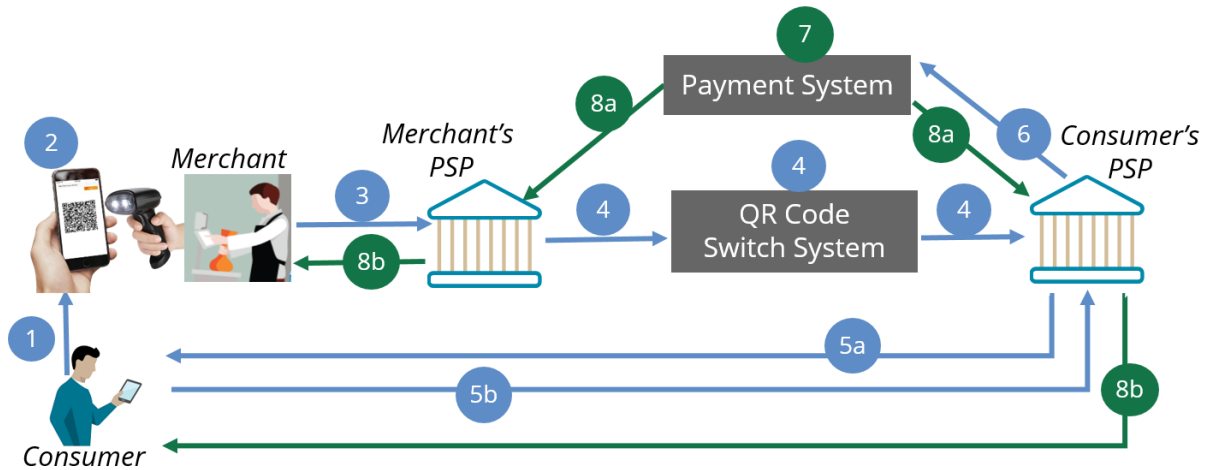 7
Payment System
8a
8a
6
Merchant's
PSP
Consumer's
PSP
2
Merchant
3
4
4
QR Code
Switch System
4
8b
1
5a
5b
8b
Consumer